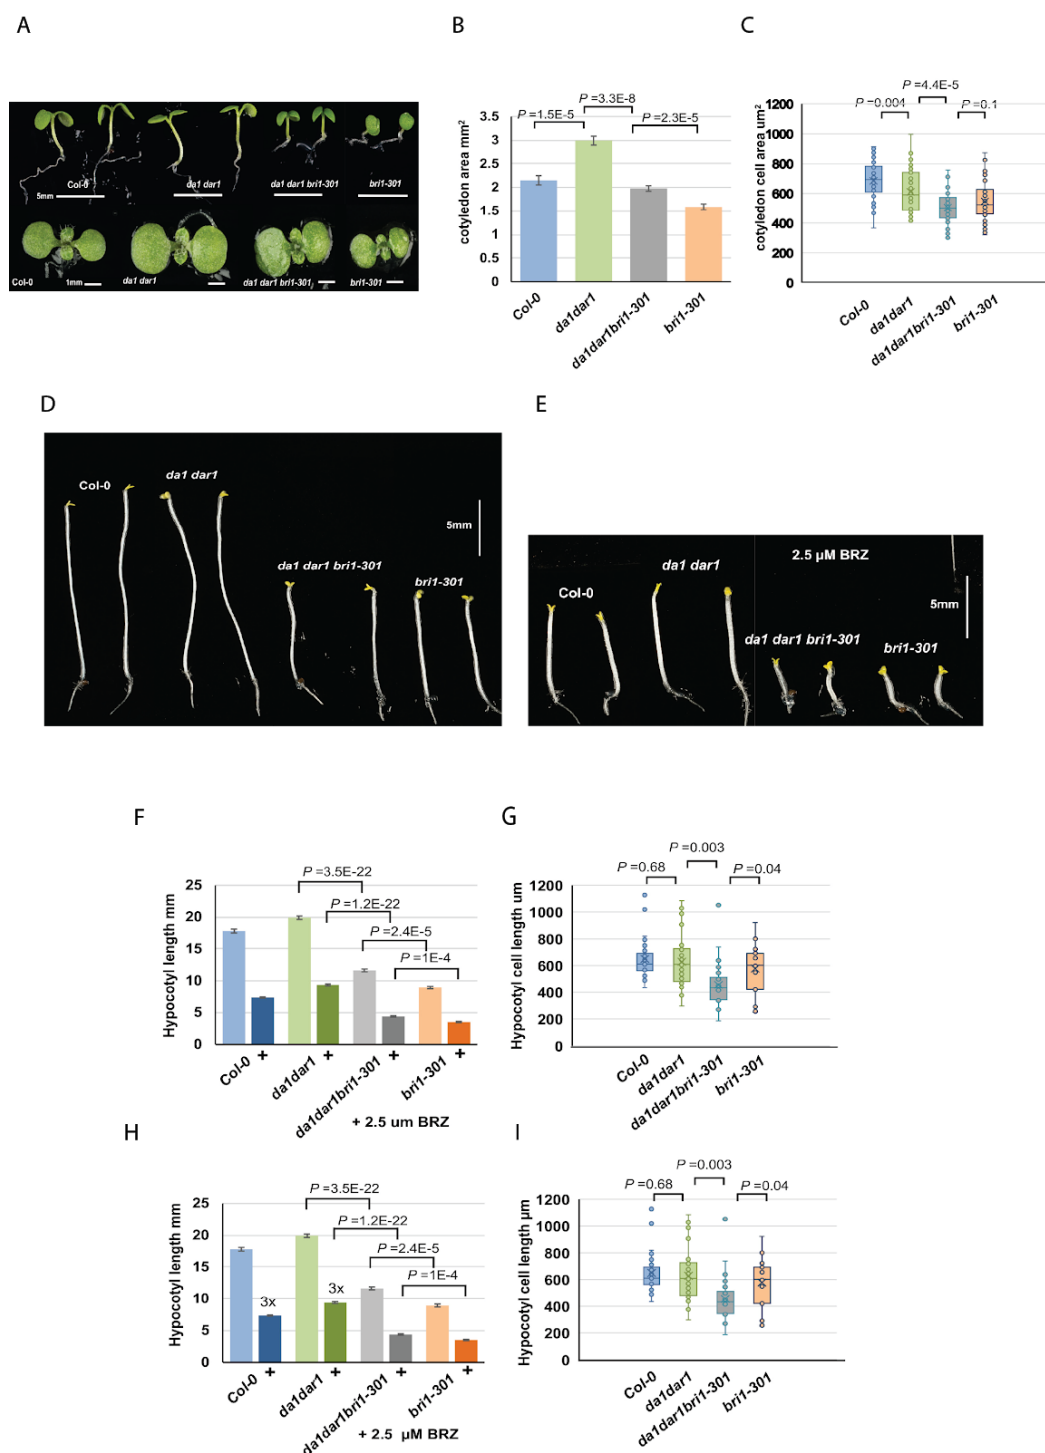 A
Col-0
da1 dar1
da1 dar1 bri1-301
bri1-301
5mm
Col-0
1mm
da1 dar1
da1 dar1 bri1-301
bri1-301
B
P =3.3E-8
P =1.5E-5
P =2.3E-5
cotyledon area mm²
3.5
3
2.5
2
1.5
1
0.5
0
Col-0
da1dar1
da1dar1bri1-301
bri1-301
C
P =4.4E-5
P =0.004
P =0.1
cotyledon cell area um²
1200
1000
800
600
400
200
0
Col-0
da1dar1
da1dar1bri1-301
bri1-301
D
Col-0
da1 dar1
5mm
da1 dar1 bri1-301
bri1-301
E
2.5 µM BRZ
da1 dar1
Col-0
5mm
da1 dar1 bri1-301
bri1-301
F
P =3.5E-22
P =1.2E-22
P =2.4E-5
P =1E-4
Hypocotyl length mm
25
20
15
10
5
0
Col-0 +
da1dar1 +
da1dar1bri1-301 +
bri1-301 +
+ 2.5 um BRZ
G
P =0.003
P =0.68
P =0.04
Hypocotyl cell length um
1200
1000
800
600
400
200
0
Col-0
da1dar1
da1dar1bri1-301
bri1-301
H
P =3.5E-22
P =1.2E-22
P =2.4E-5
P =1E-4
3x
3x
Hypocotyl length mm
25
20
15
10
5
0
Col-0 +
da1dar1 +
da1dar1bri1-301 +
bri1-301 +
+ 2.5 µM BRZ
I
P =0.003
P =0.68
P =0.04
Hypocotyl cell length µm
1200
1000
800
600
400
200
0
Col-0
da1dar1
da1dar1bri1-301
bri1-301